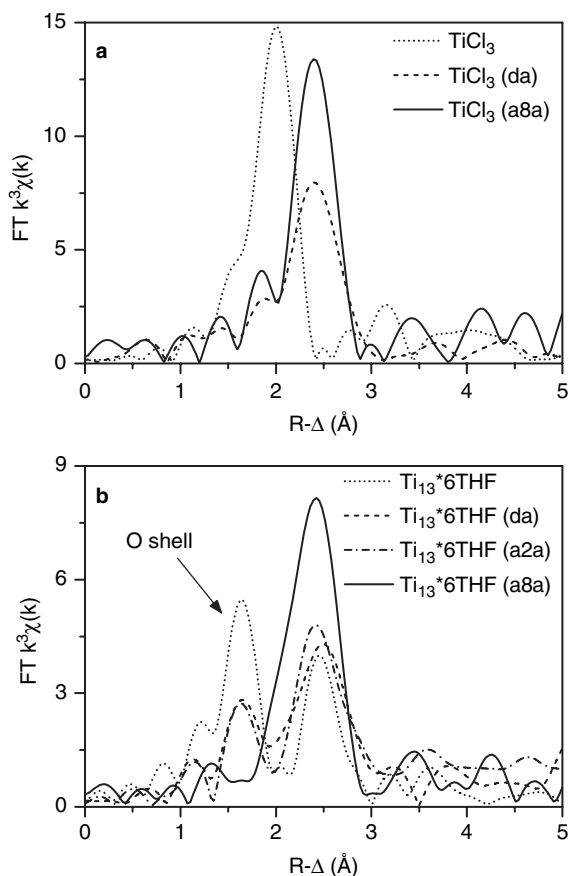 a
TiCl₃
TiCl₃ (da)
TiCl₃ (a8a)
15
10
5
0
FT k³χ(k)
0 1 2 3 4 5
R-Δ (Å)
b
Ti₁₃*6THF
Ti₁₃*6THF (da)
Ti₁₃*6THF (a2a)
Ti₁₃*6THF (a8a)
O shell
9
6
3
0
FT k³χ(k)
0 1 2 3 4 5
R-Δ (Å)